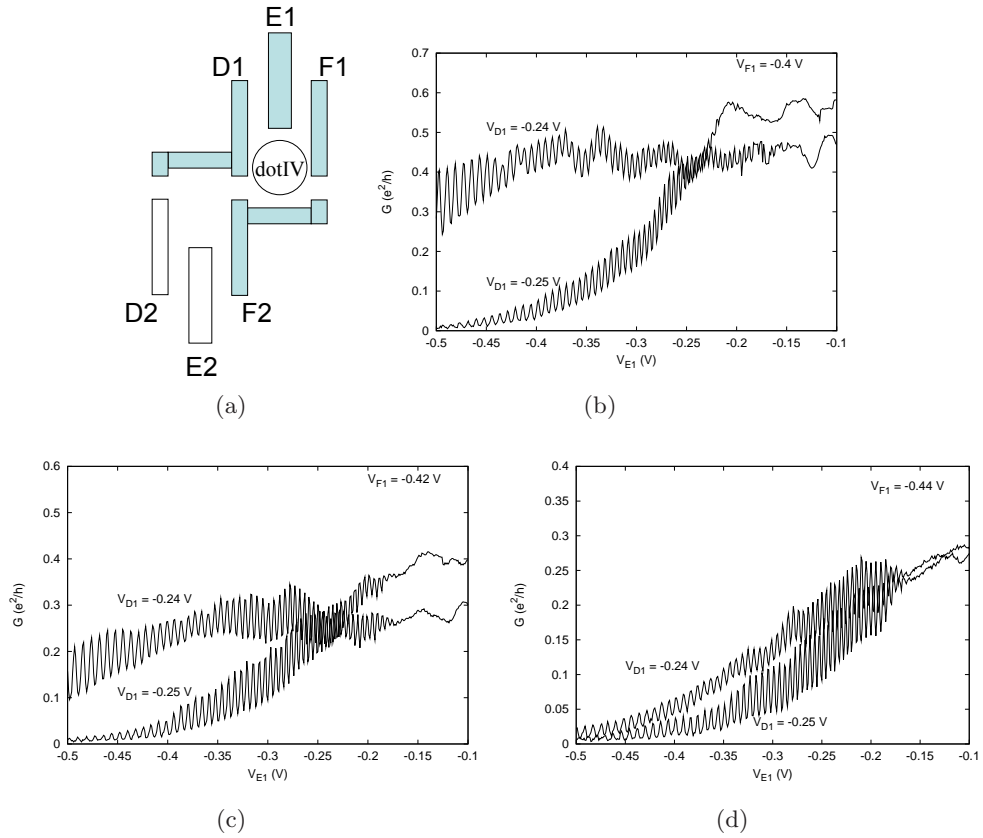 E1
D1
F1
dotIV
D2
F2
E2
(a)
0.7
0.6
0.5
0.4
0.3
0.2
0.1
0
G (e²/h)
V_F1 = -0.4 V
V_D1 = -0.24 V
V_D1 = -0.25 V
-0.5 -0.45 -0.4 -0.35 -0.3 -0.25 -0.2 -0.15 -0.1
V_E1 (V)
(b)
0.6
0.5
0.4
0.3
0.2
0.1
0
G (e²/h)
V_F1 = -0.42 V
V_D1 = -0.24 V
V_D1 = -0.25 V
-0.5 -0.45 -0.4 -0.35 -0.3 -0.25 -0.2 -0.15 -0.1
V_E1 (V)
(c)
0.4
0.35
0.3
0.25
0.2
0.15
0.1
0.05
0
G (e²/h)
V_F1 = -0.44 V
V_D1 = -0.24 V
V_D1 = -0.25 V
-0.5 -0.45 -0.4 -0.35 -0.3 -0.25 -0.2 -0.15 -0.1
V_E1 (V)
(d)